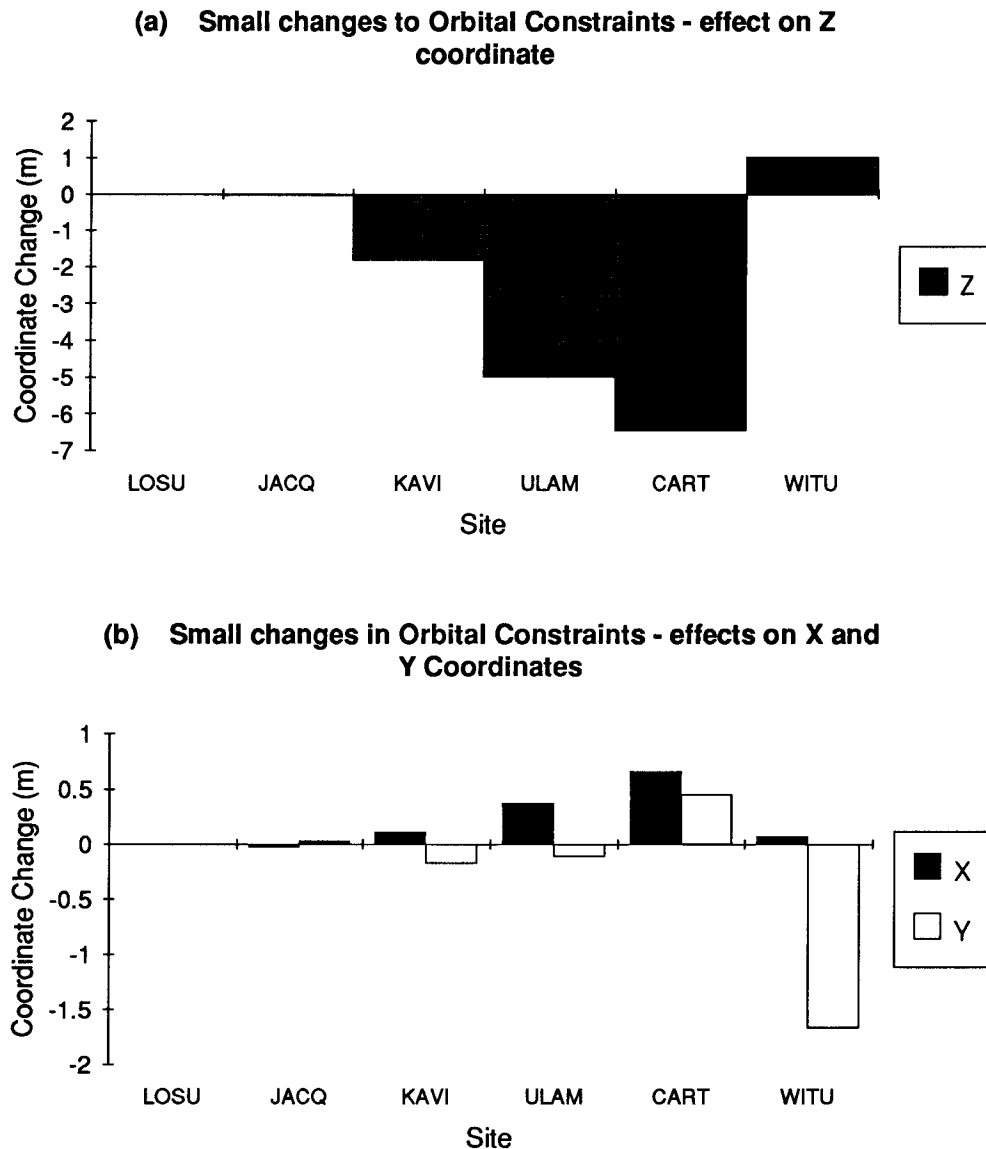 (a) Small changes to Orbital Constraints - effect on Z
coordinate
2
1
0
-1
-2
-3
-4
-5
-6
-7
Coordinate Change (m)
LOSU JACQ KAVI ULAM CART WITU
Site
Z
(b) Small changes in Orbital Constraints - effects on X and
Y Coordinates
1
0.5
0
-0.5
-1
-1.5
-2
Coordinate Change (m)
LOSU JACQ KAVI ULAM CART WITU
Site
X
Y